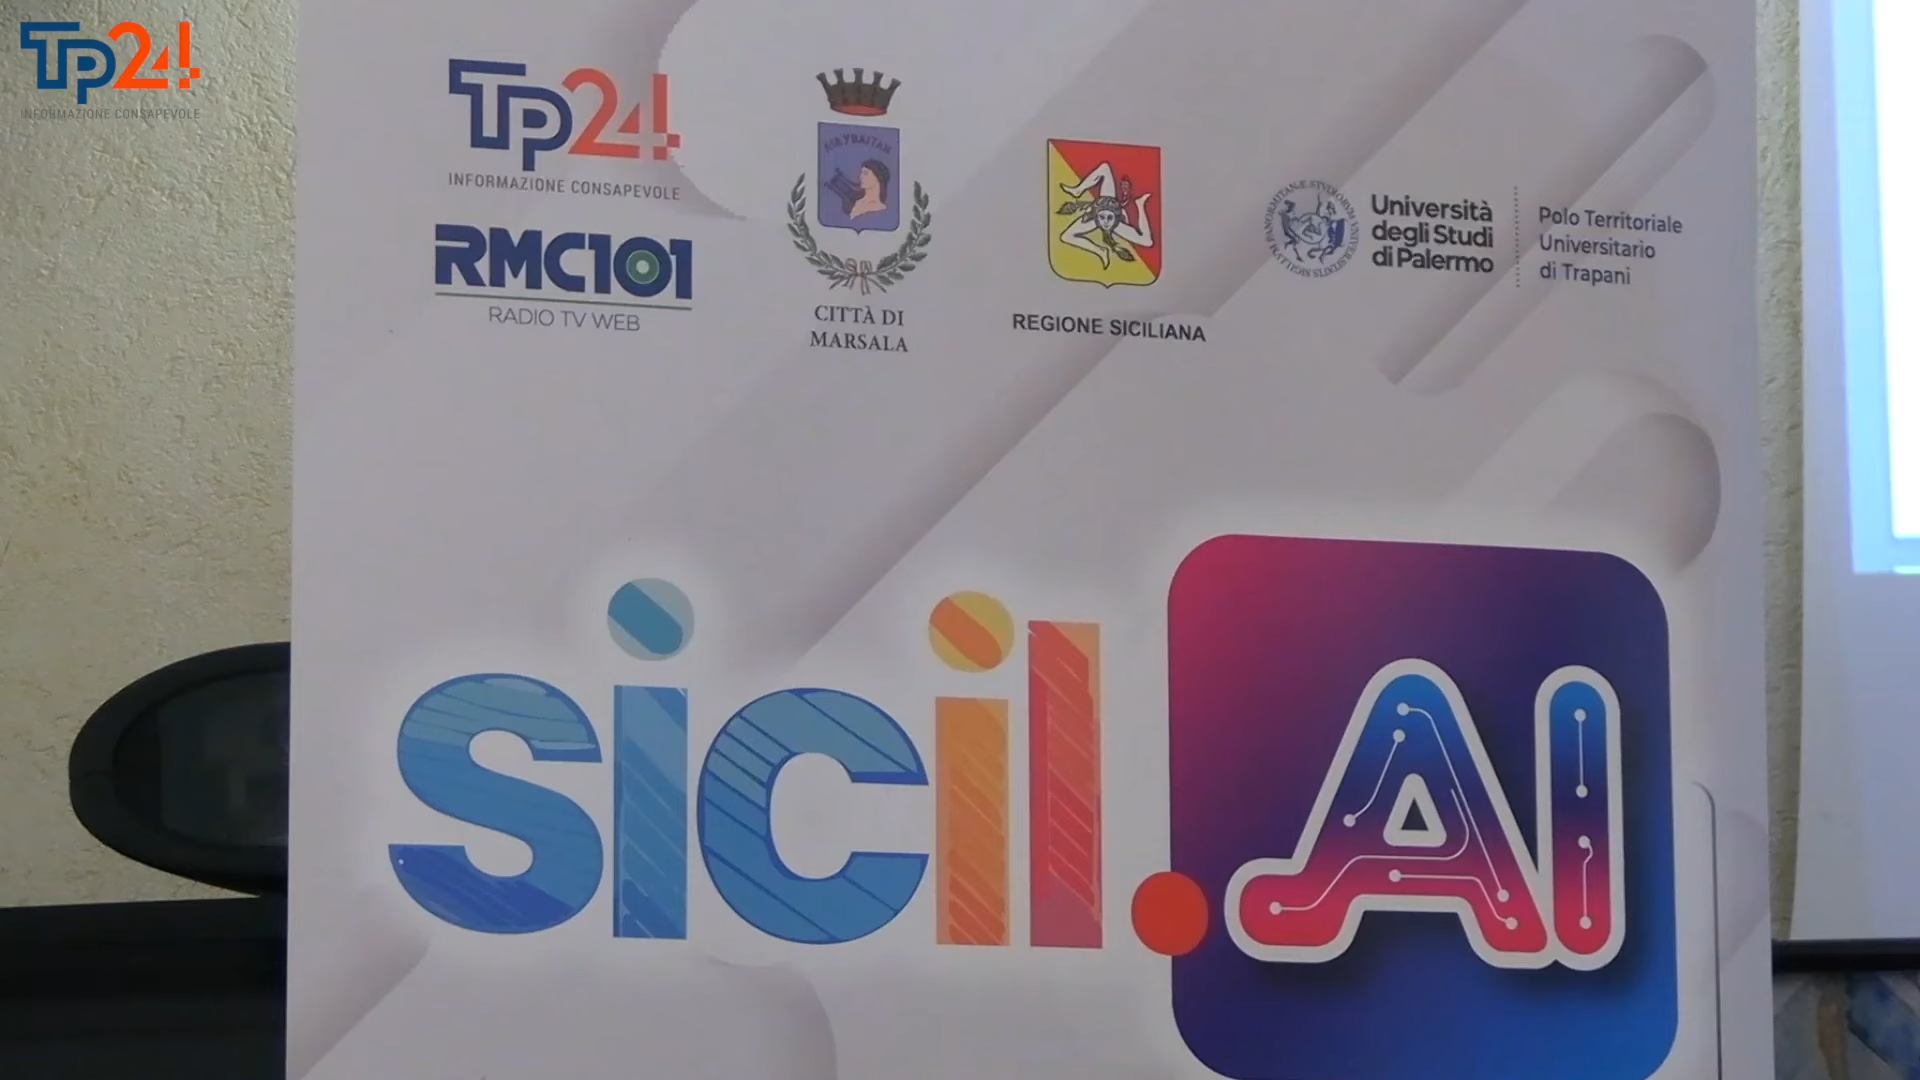 TP24!
INFORMAZIONE CONSAPEVOLE
TP24!
INFORMAZIONE CONSAPEVOLE
RMC101
RADIO TV WEB
CITTÀ DI
MARSALA
REGIONE SICILIANA
Università
degli Studi
di Palermo
Polo Territoriale
Universitario
di Trapani
sicil.AI